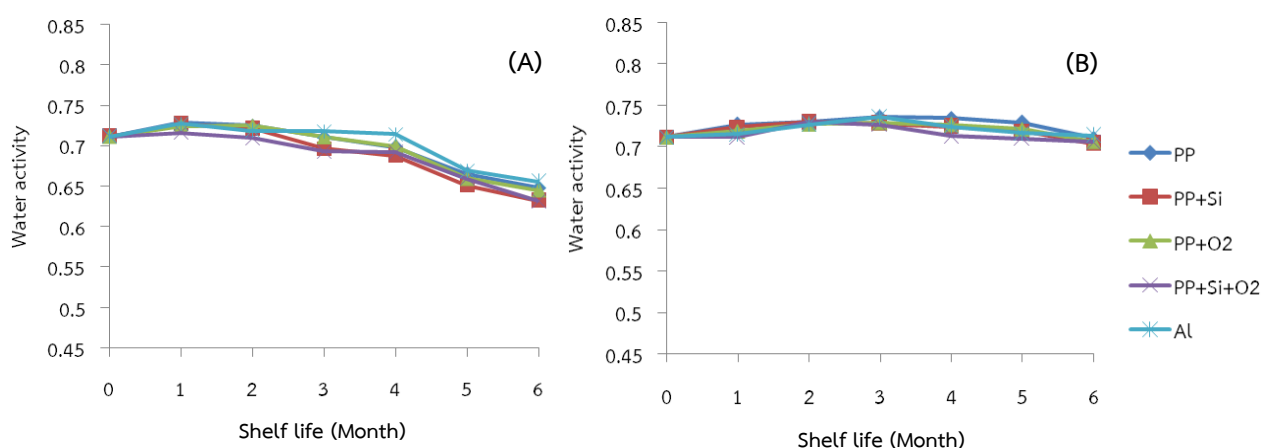 0.85
0.8
0.75
0.7
0.65
0.6
0.55
0.5
0.45
Water activity
(A)
0 1 2 3 4 5 6
Shelf life (Month)
0.85
0.8
0.75
0.7
0.65
0.6
0.55
0.5
0.45
Water activity
(B)
0 1 2 3 4 5 6
Shelf life (Month)
PP
PP+Si
PP+O2
PP+Si+O2
Al